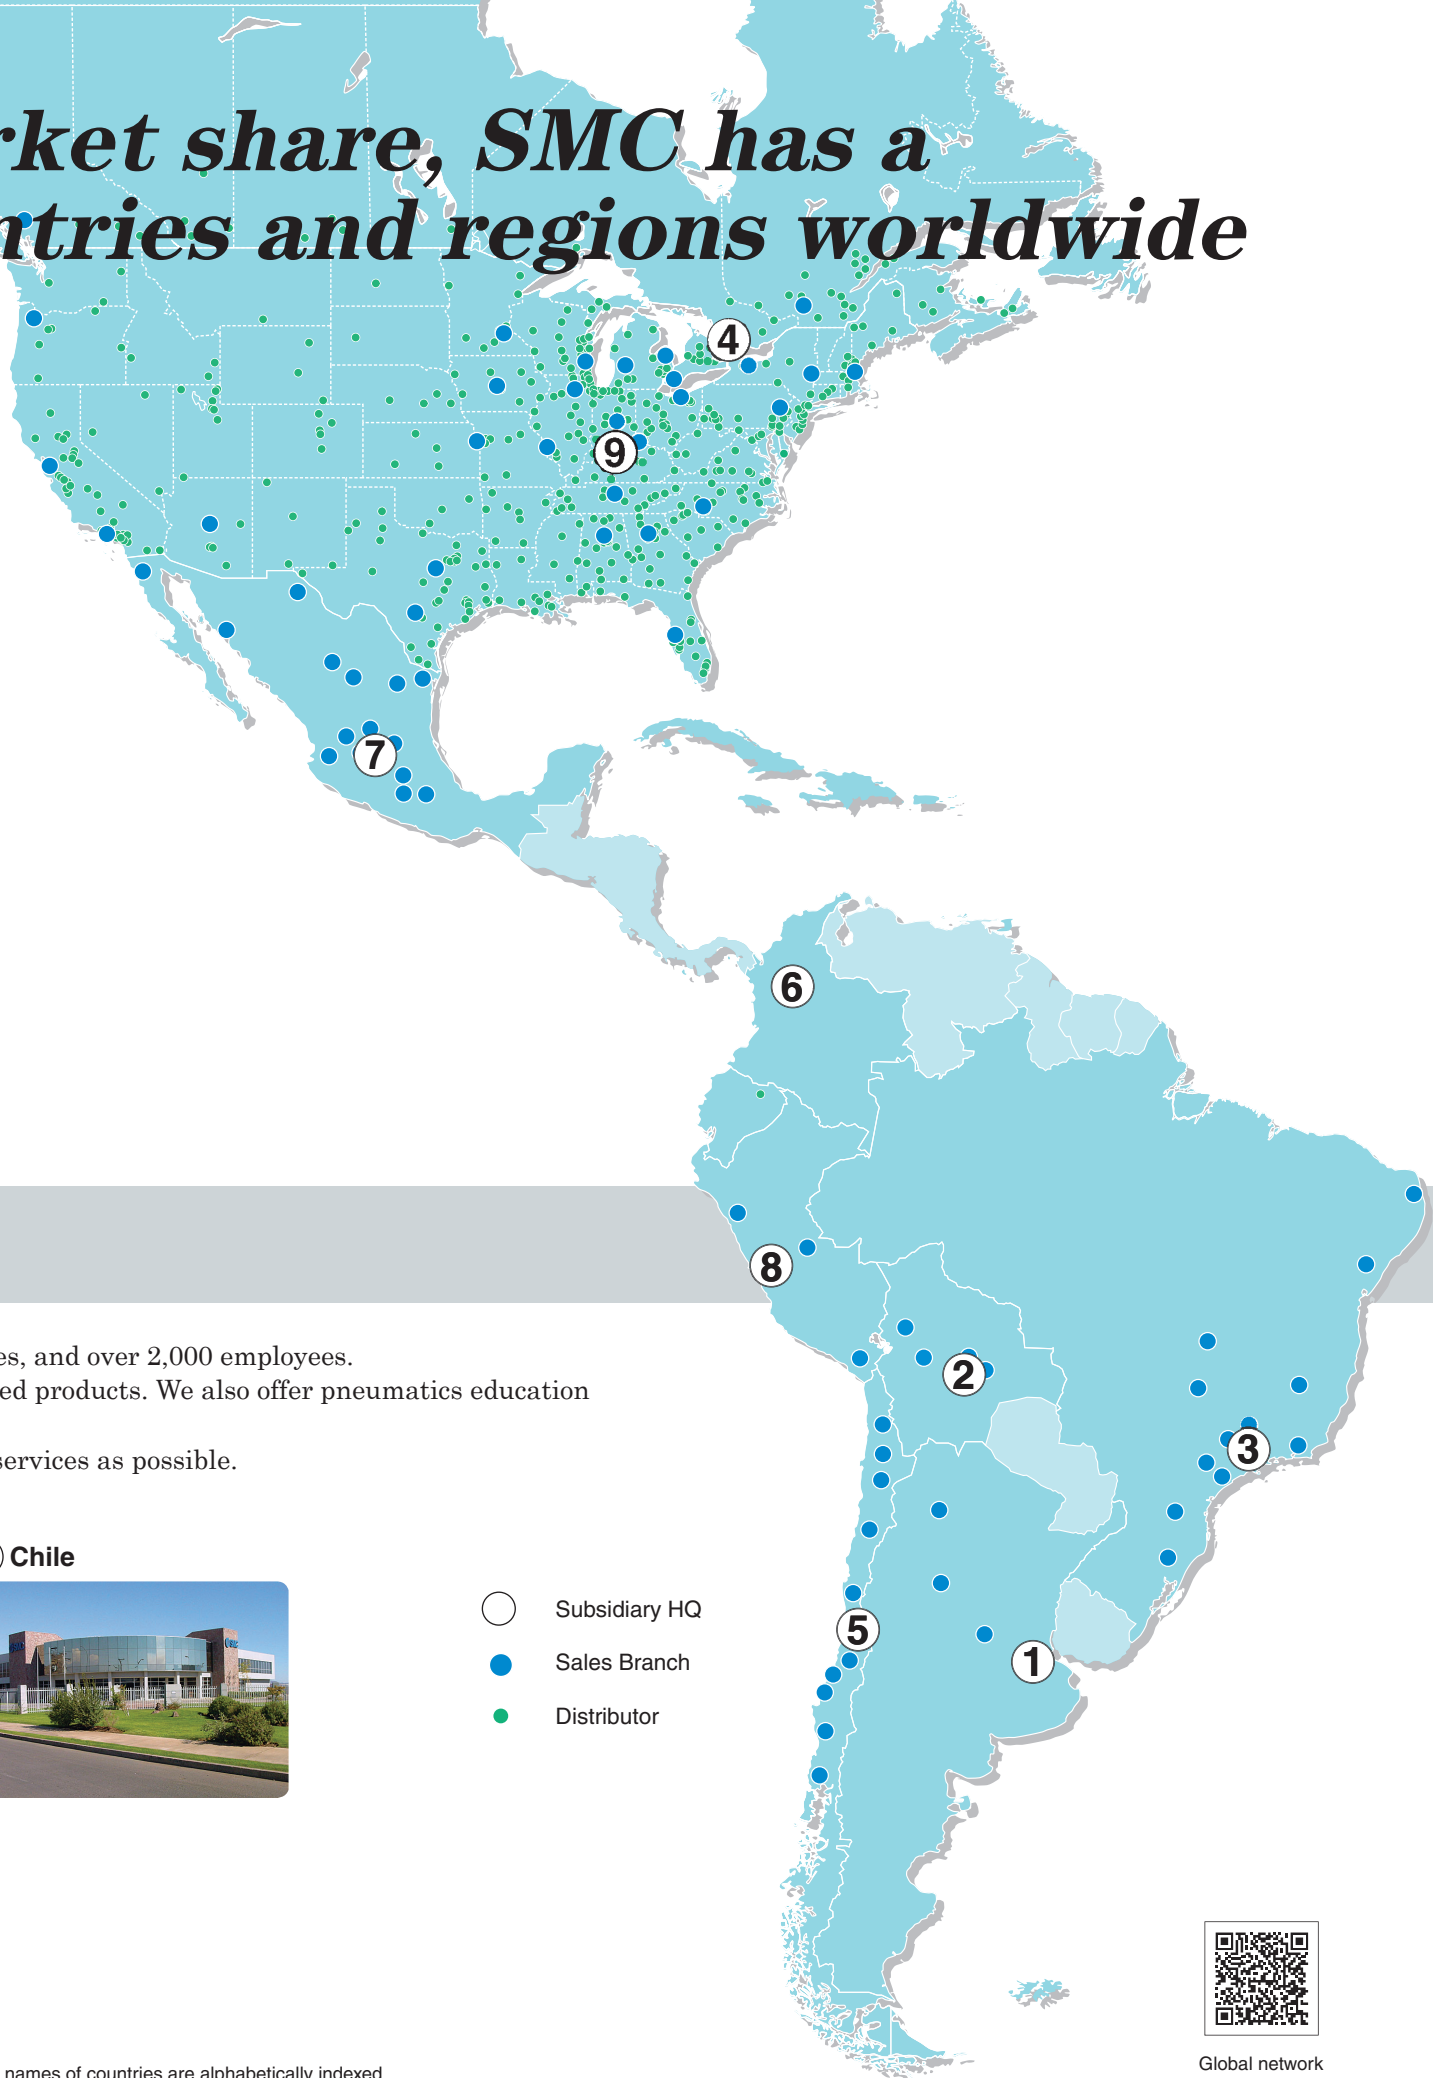 rket share, SMC has a
ntries and regions worldwide
4
9
7
6
8
2
3
5
1
es, and over 2,000 employees.
ed products. We also offer pneumatics education
services as possible.
Chile
Subsidiary HQ
Sales Branch
Distributor
Global network
names of countries are alphabetically indexed